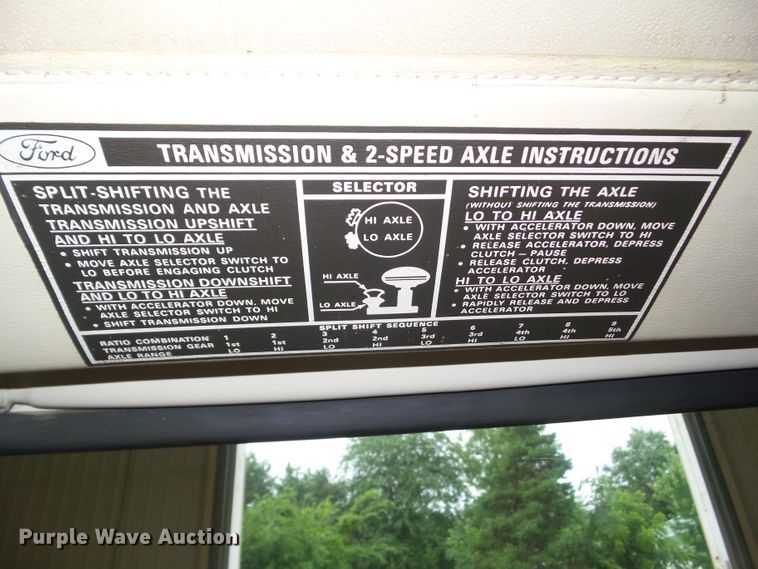 Ford
TRANSMISSION & 2-SPEED AXLE INSTRUCTIONS
SPLIT-SHIFTING THE
TRANSMISSION AND AXLE
TRANSMISSION UPSHIFT
AND HI TO LO AXLE
• SHIFT TRANSMISSION UP
• MOVE AXLE SELECTOR SWITCH TO
LO BEFORE ENGAGING CLUTCH
TRANSMISSION DOWNSHIFT
AND LO TO HI AXLE
• WITH ACCELERATOR DOWN, MOVE
AXLE SELECTOR SWITCH TO HI
• SHIFT TRANSMISSION DOWN
SELECTOR
HI AXLE
LO AXLE
HI AXLE
LO AXLE
SHIFTING THE AXLE
(WITHOUT SHIFTING THE TRANSMISSION)
LO TO HI AXLE
• WITH ACCELERATOR DOWN, MOVE
AXLE SELECTOR SWITCH TO HI
• RELEASE ACCELERATOR, DEPRESS
CLUTCH — PAUSE
• RELEASE CLUTCH, DEPRESS
ACCELERATOR
HI TO LO AXLE
• WITH ACCELERATOR DOWN, MOVE
AXLE SELECTOR SWITCH TO LO
• RAPIDLY RELEASE AND DEPRESS
ACCELERATOR
SPLIT SHIFT SEQUENCE
RATIO COMBINATION 1 2 3 4 5 6 7 8 9
TRANSMISSION GEAR 1st 1st 2nd 2nd 3rd 3rd 4th 4th 5th
AXLE RANGE LO HI LO HI LO HI LO HI HI
Purple Wave Auction